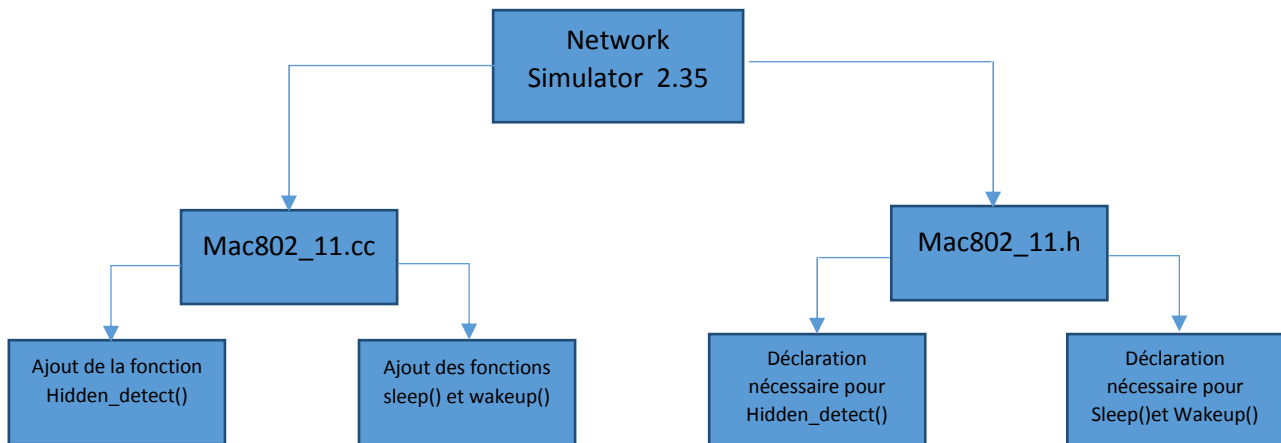 Network
Simulator 2.35
Mac802_11.cc
Mac802_11.h
Ajout de la fonction
Hidden_detect()
Ajout des fonctions
sleep() et wakeup()
Déclaration
nécessaire pour
Hidden_detect()
Déclaration
nécessaire pour
Sleep()et Wakeup()